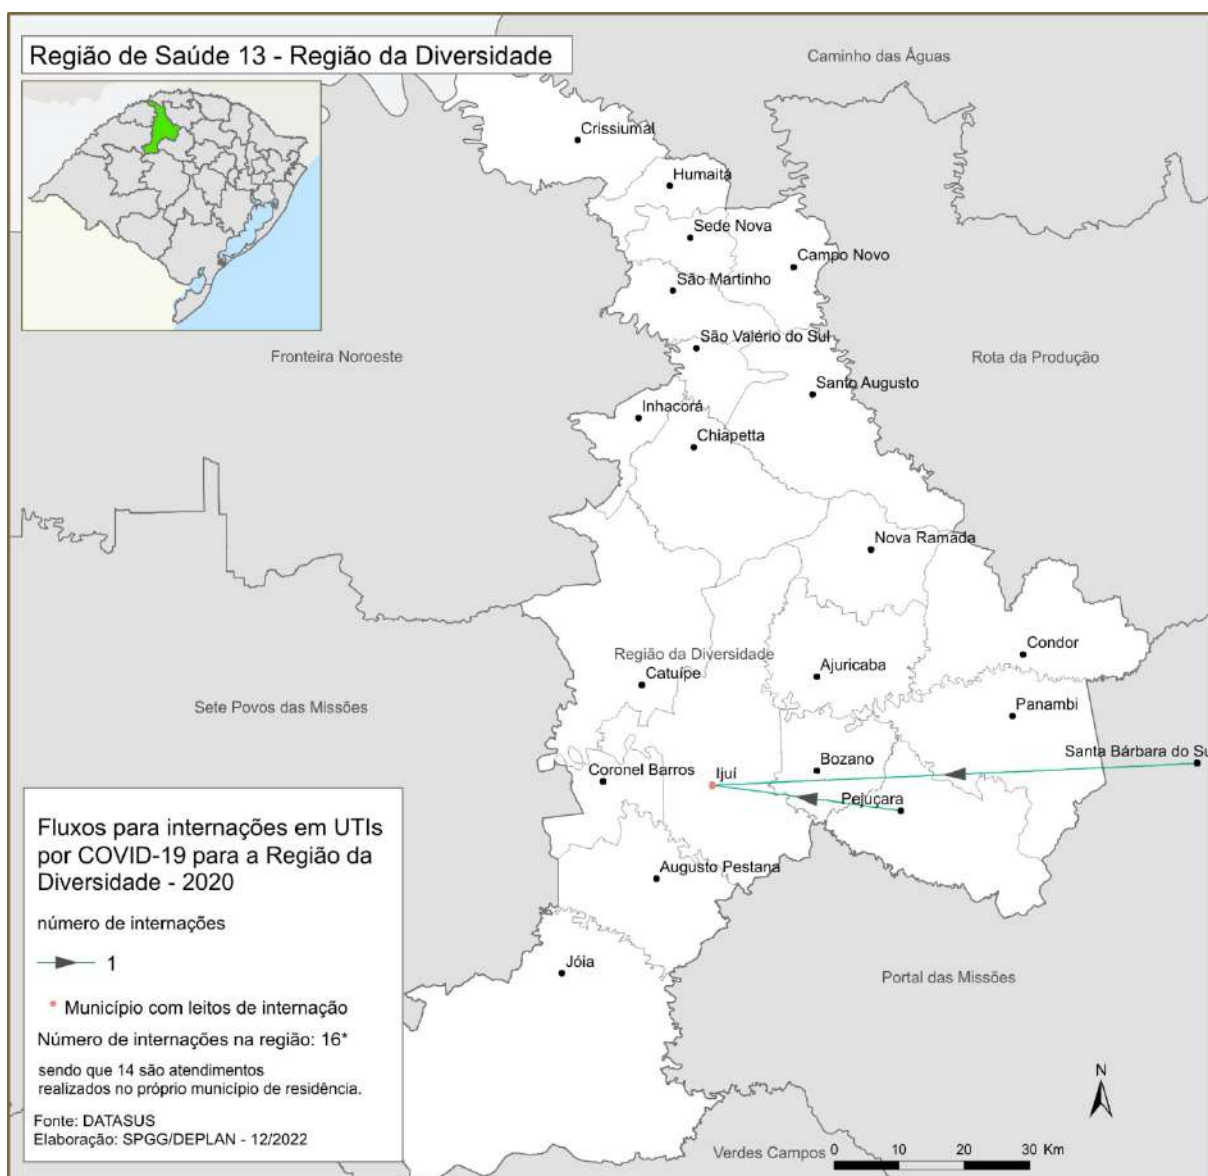 Região de Saúde 13 - Região da Diversidade
Caminho das Águas
Crissiumal
Humaitá
Sede Nova
Campo Novo
São Martinho
São Valério do Sul
Fronteira Noroeste
Rota da Produção
Santo Augusto
Inhacorá
Chiapetta
Nova Ramada
Região da Diversidade
Condor
Ajuricaba
Catuípe
Sete Povos das Missões
Panambi
Santa Bárbara do Su
Bozano
Coronel Barros
Ijuí
Pejuçara
Augusto Pestana
Jóia
Portal das Missões
Verdes Campos
Fluxos para internações em UTIs
por COVID-19 para a Região da
Diversidade - 2020
número de internações
1
Município com leitos de internação
Número de internações na região: 16*
sendo que 14 são atendimentos
realizados no próprio município de residência.
Fonte: DATASUS
Elaboração: SPGG/DEPLAN - 12/2022
N
0 10 20 30 Km